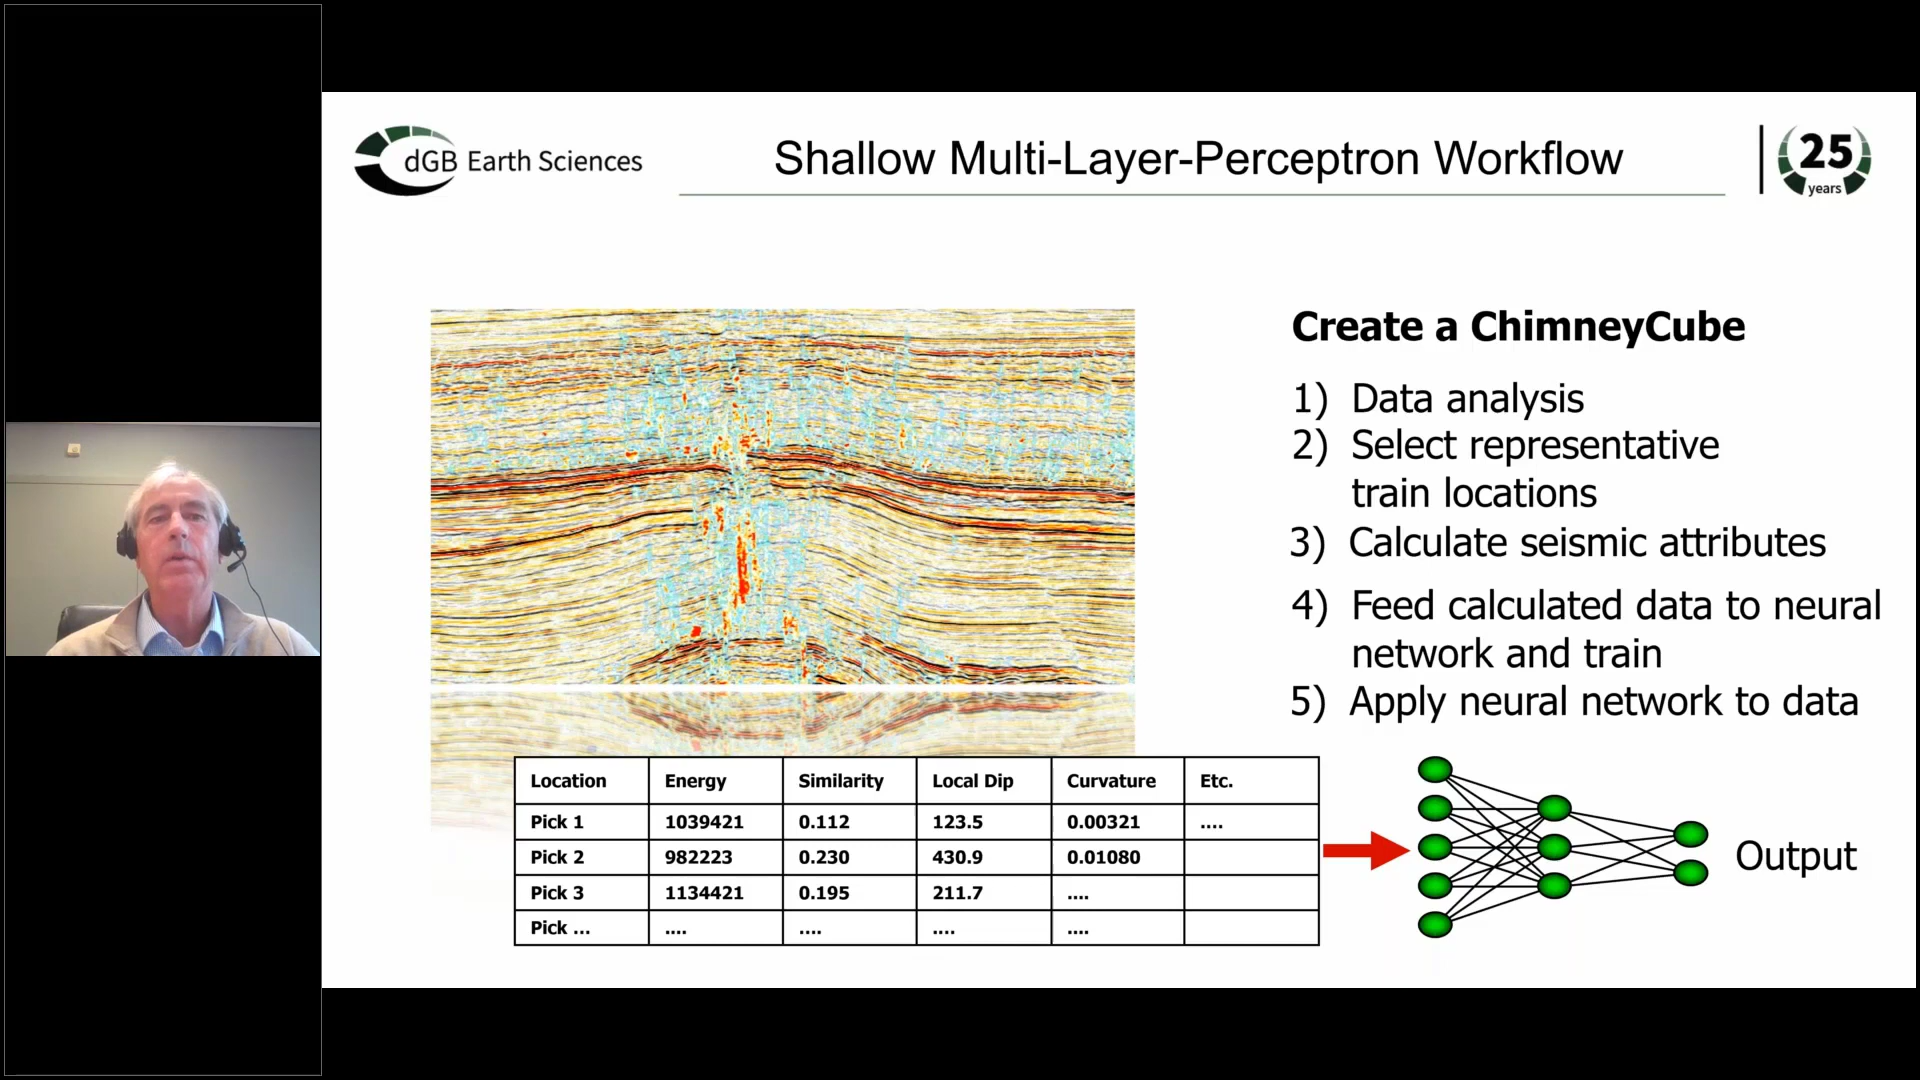 dGB Earth Sciences
Shallow Multi-Layer-Perceptron Workflow
25
years
Create a ChimneyCube
1) Data analysis
2) Select representative
train locations
3) Calculate seismic attributes
4) Feed calculated data to neural
network and train
5) Apply neural network to data
Location Energy Similarity Local Dip Curvature Etc.
Pick 1 1039421 0.112 123.5 0.00321 ....
Pick 2 982223 0.230 430.9 0.01080
Pick 3 1134421 0.195 211.7 ....
Pick ... .... .... .... ....
Output